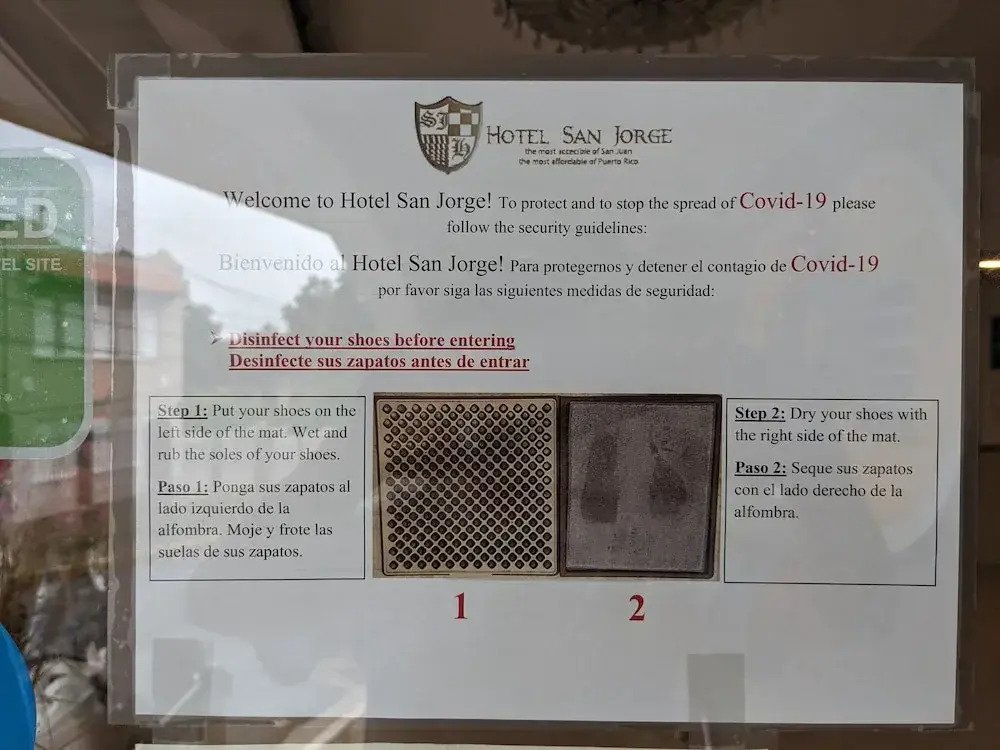 ED
EL SITE
SJ
H
HOTEL SAN JORGE
the most accecible of San Juan
the most affordable of Puerto Rico
Welcome to Hotel San Jorge! To protect and to stop the spread of Covid-19 please
follow the security guidelines:
Bienvenido al Hotel San Jorge! Para protegernos y detener el contagio de Covid-19
por favor siga las siguientes medidas de seguridad:
➢ Disinfect your shoes before entering
Desinfecte sus zapatos antes de entrar
Step 1: Put your shoes on the
left side of the mat. Wet and
rub the soles of your shoes.
Paso 1: Ponga sus zapatos al
lado izquierdo de la
alfombra. Moje y frote las
suelas de sus zapatos.
Step 2: Dry your shoes with
the right side of the mat.
Paso 2: Seque sus zapatos
con el lado derecho de la
alfombra.
1
2